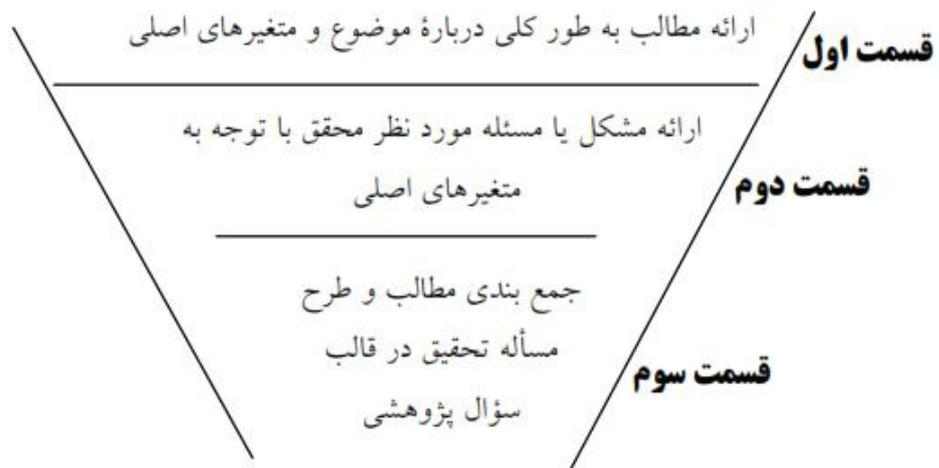 ارائه مطالب به طور کلی دربارهٔ موضوع و متغیرهای اصلی
قسمت اول
ارائه مشکل یا مسئله مورد نظر محقق با توجه به
متغیرهای اصلی
قسمت دوم
جمع بندی مطالب و طرح
مسأله تحقیق در قالب
سؤال پژوهشی
قسمت سوم